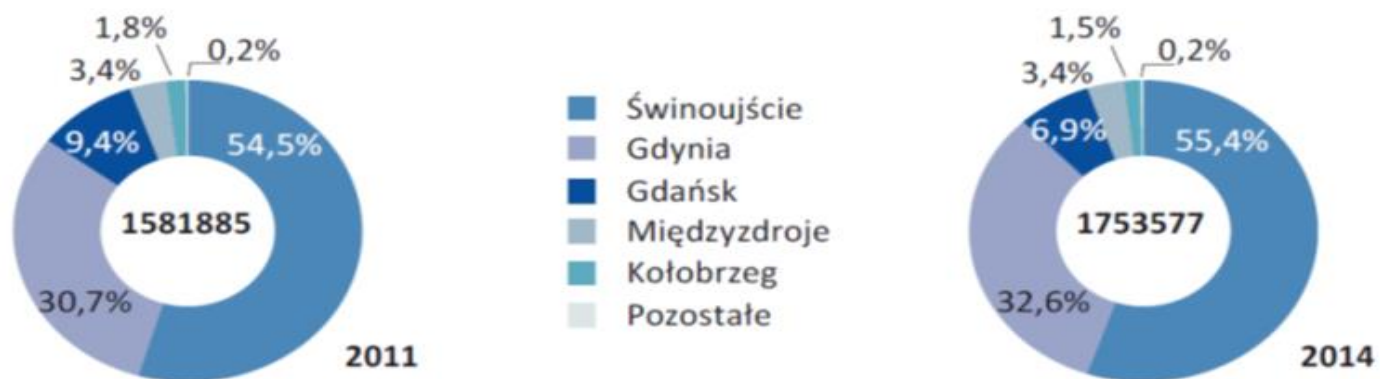 1,8%
0,2%
3,4%
9,4%
54,5%
1581885
30,7%
2011
Świnoujście
Gdynia
Gdańsk
Międzyzdroje
Kołobrzeg
Pozostałe
1,5%
0,2%
3,4%
6,9%
55,4%
1753577
32,6%
2014